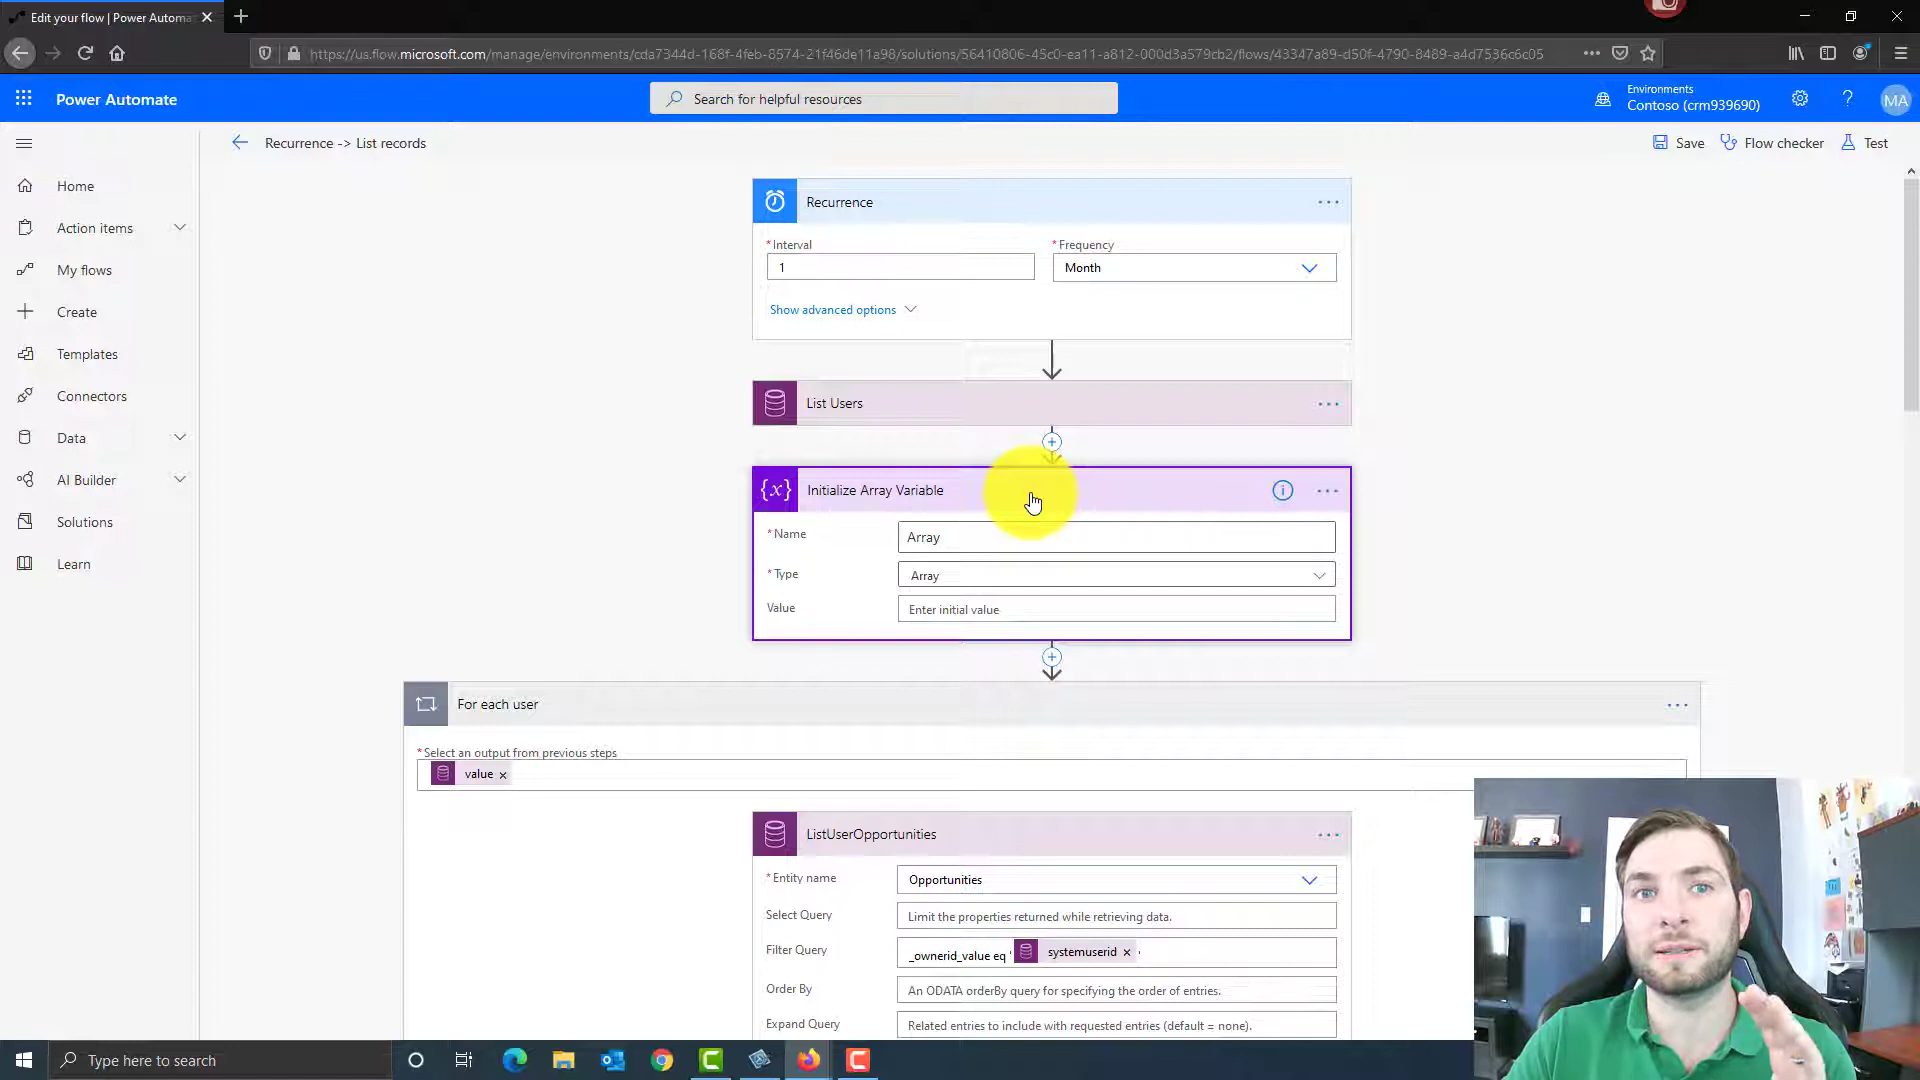 Edit your flow | Power Automa
https://us.flow.microsoft.com/manage/environments/cda7344d-168f-4feb-8574-21f46de11a98/solutions/56410806-45c0-ea11-a812-000d3a579cb2/flows/43347a89-d50f-4790-8489-a4d7536c6c05
Power Automate
Search for helpful resources
Environments
Contoso (crm939690)
?
MA
Recurrence -> List records
Save
Flow checker
Test
Home
Action items
My flows
Create
Templates
Connectors
Data
AI Builder
Solutions
Learn
Recurrence
* Interval
* Frequency
1
Month
Show advanced options
List Users
{x}
Initialize Array Variable
* Name
Array
* Type
Array
Value
Enter initial value
For each user
* Select an output from previous steps
value ×
ListUserOpportunities
* Entity name
Opportunities
Select Query
Limit the properties returned while retrieving data.
Filter Query
_ownerid_value eq ' systemuserid × '
Order By
An ODATA orderBy query for specifying the order of entries.
Expand Query
Related entries to include with requested entries (default = none).
Type here to search